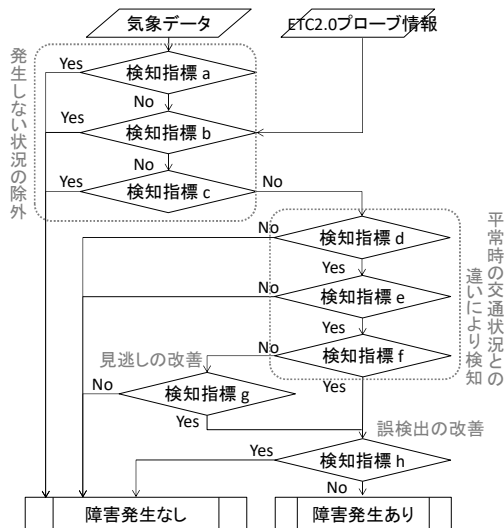 気象データ
ETC2.0プローブ情報
発生しない状況の除外
Yes
検知指標 a
No
Yes
検知指標 b
No
Yes
検知指標 c
No
No
検知指標 d
Yes
平常時の交通状況との
違いにより検知
No
検知指標 e
Yes
見逃しの改善
No
検知指標 f
No
検知指標 g
Yes
Yes
誤検出の改善
Yes
検知指標 h
No
障害発生なし
障害発生あり